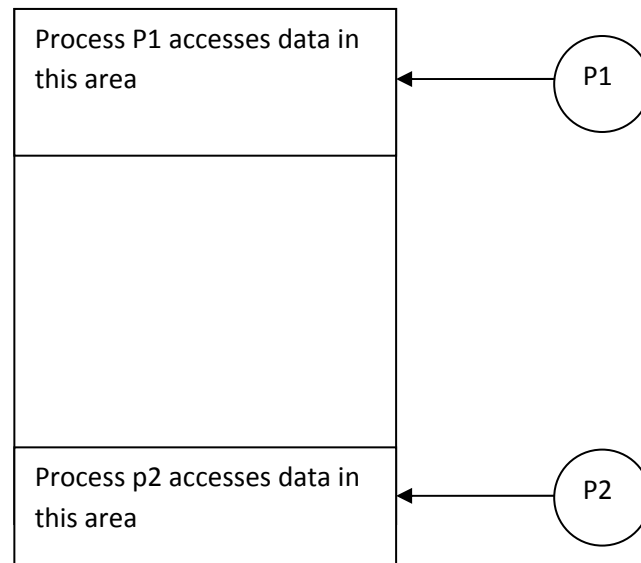 Process P1 accesses data in
this area
P1
Process p2 accesses data in
this area
P2